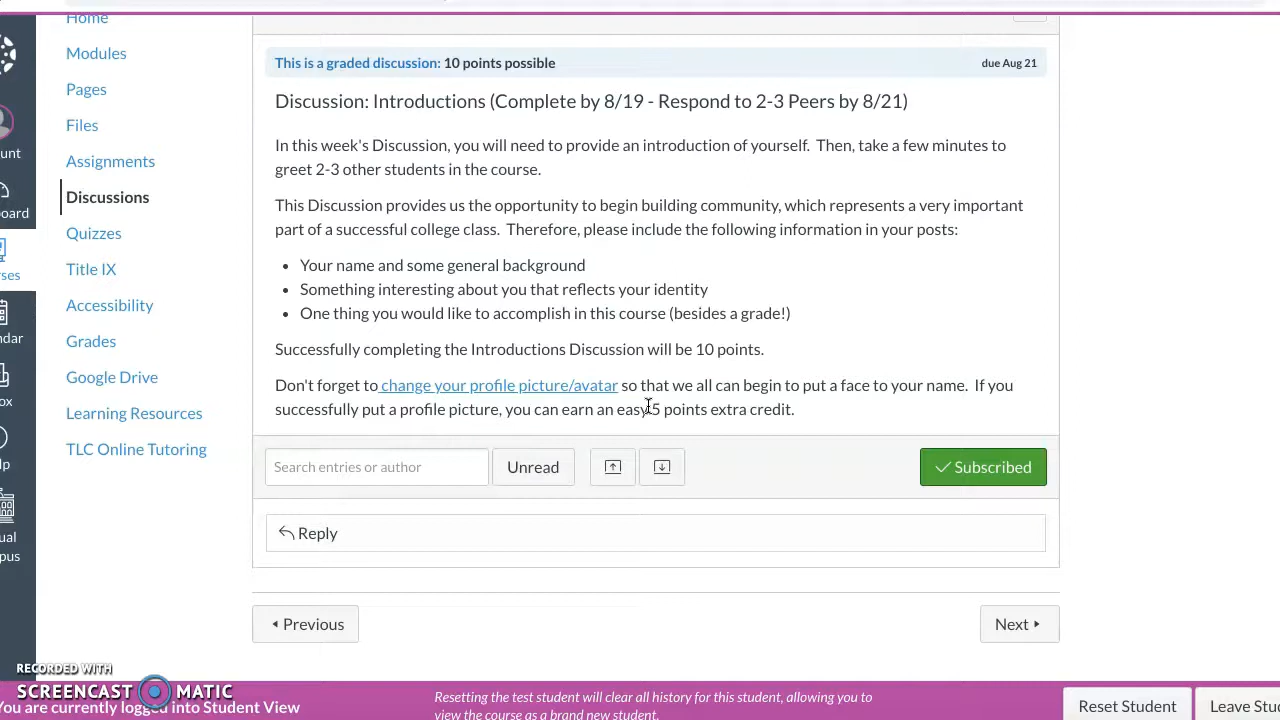 Home
Modules
Pages
Files
Assignments
Discussions
Quizzes
Title IX
Accessibility
Grades
Google Drive
Learning Resources
TLC Online Tutoring
This is a graded discussion: 10 points possible
due Aug 21
Discussion: Introductions (Complete by 8/19 - Respond to 2-3 Peers by 8/21)
In this week's Discussion, you will need to provide an introduction of yourself. Then, take a few minutes to
greet 2-3 other students in the course.
This Discussion provides us the opportunity to begin building community, which represents a very important
part of a successful college class. Therefore, please include the following information in your posts:
• Your name and some general background
• Something interesting about you that reflects your identity
• One thing you would like to accomplish in this course (besides a grade!)
Successfully completing the Introductions Discussion will be 10 points.
Don't forget to change your profile picture/avatar so that we all can begin to put a face to your name. If you
successfully put a profile picture, you can earn an easy 5 points extra credit.
Search entries or author
Unread
Subscribed
Reply
Previous
Next
RECORDED WITH
SCREENCAST MATIC
You are currently logged into Student View
Resetting the test student will clear all history for this student, allowing you to
view the course as a brand new student.
Reset Student
Leave Stu
unt
oard
rses
ndar
ox
lp
ual
pus